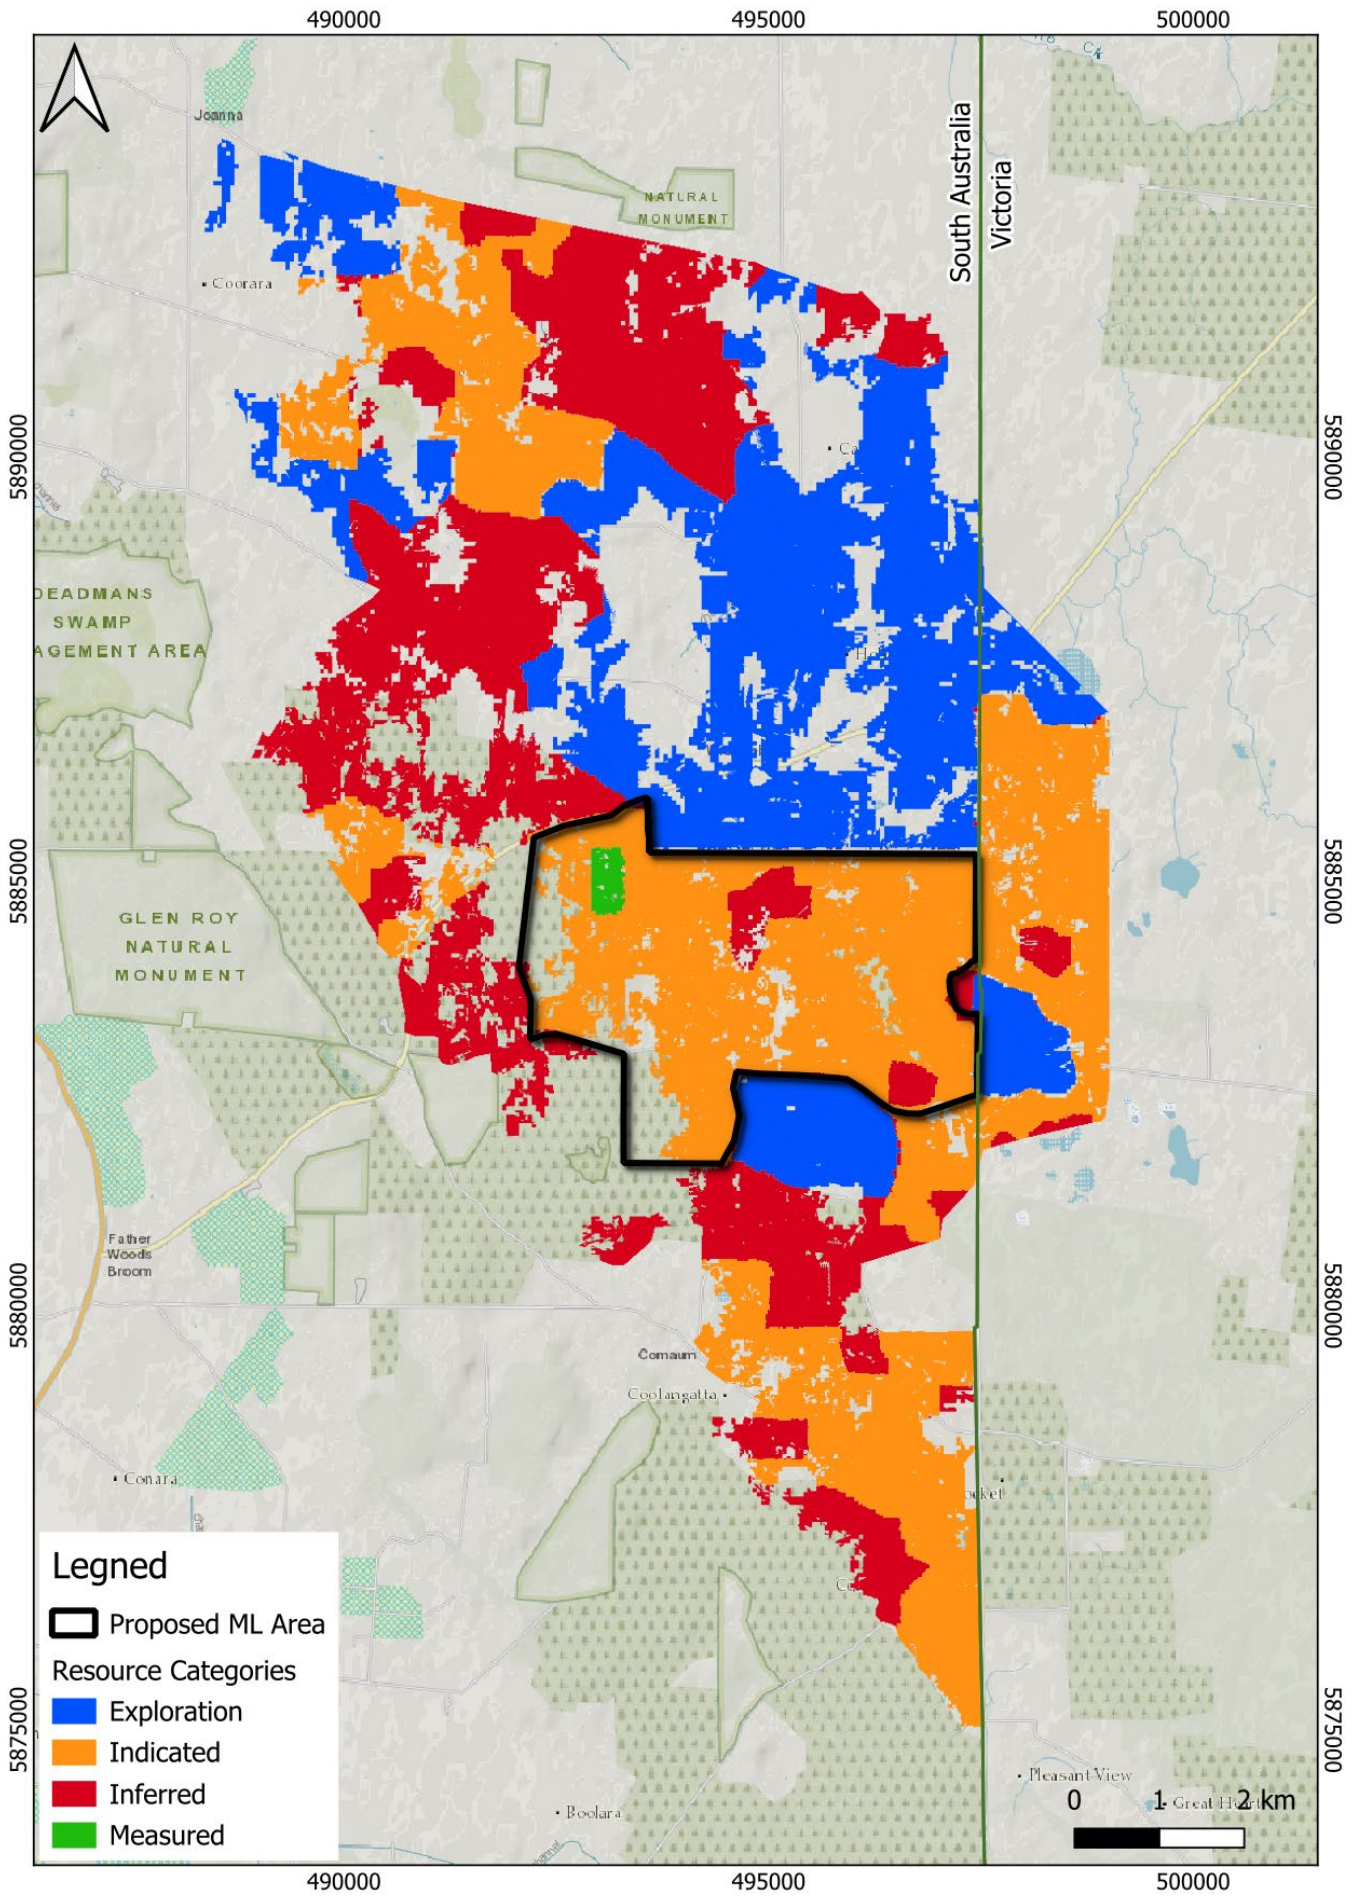 490000
495000
500000
Joanna
South Australia
Victoria
NATURAL
MONUMENT
Coorara
5890000
5890000
Ca
DEADMANS
SWAMP
AGEMENT AREA
5885000
5885000
GLEN ROY
NATURAL
MONUMENT
Father
Woods
Broom
5880000
5880000
Comaum
Coolangatta
Conara
ocket
Legned
Proposed ML Area
Resource Categories
Exploration
Indicated
Inferred
Measured
5875000
5875000
Pleasant View
0 1 2 km
Boolara
490000
495000
500000